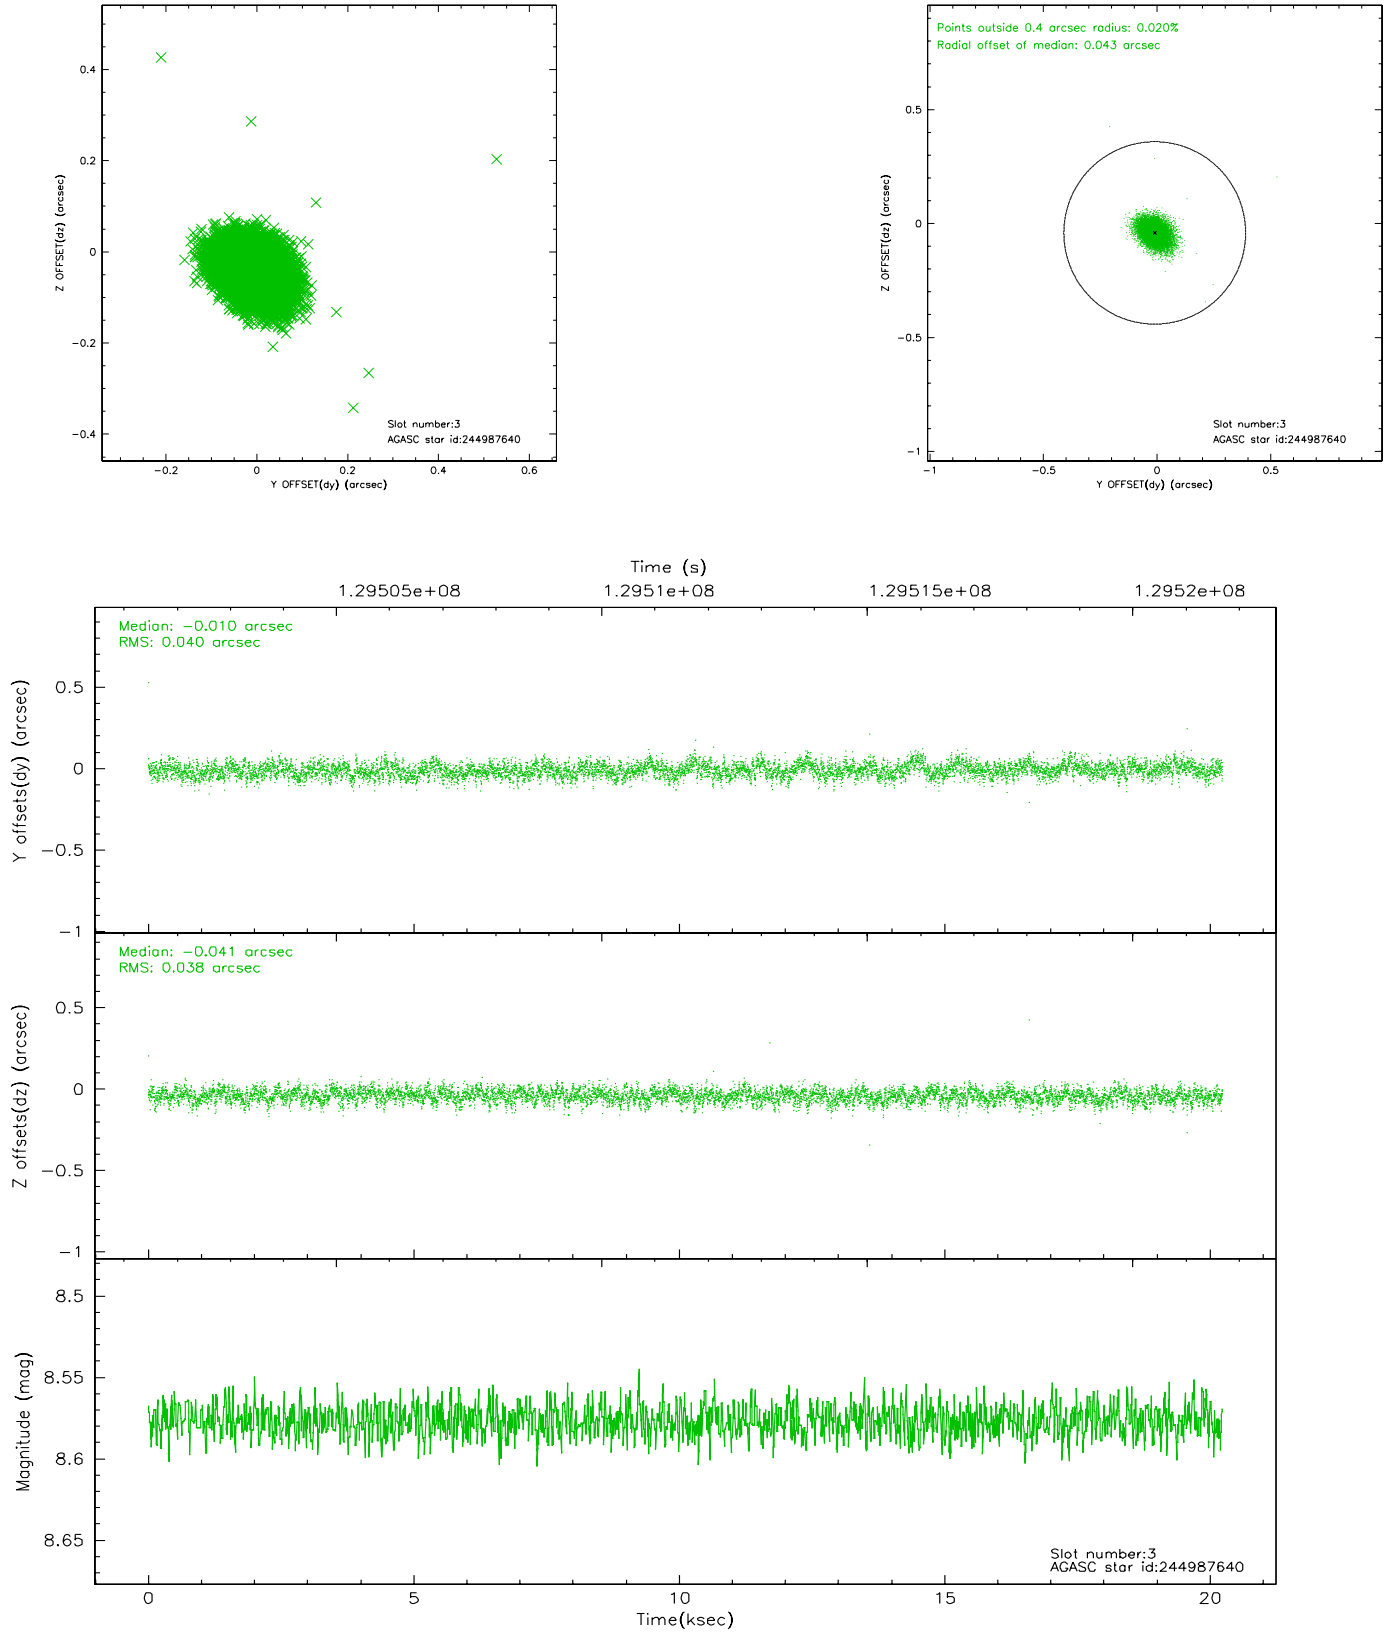 0.4
0.2
0
−0.2
−0.4
Z OFFSET(dz) (arcsec)
−0.2 0 0.2 0.4 0.6
Y OFFSET(dy) (arcsec)
Slot number:3
AGASC star id:244987640
Points outside 0.4 arcsec radius: 0.020%
Radial offset of median: 0.043 arcsec
0.5
0
−0.5
−1
Z OFFSET(dz) (arcsec)
−1 −0.5 0 0.5
Y OFFSET(dy) (arcsec)
Slot number:3
AGASC star id:244987640
Time (s)
1.29505e+08 1.2951e+08 1.29515e+08 1.2952e+08
Median: −0.010 arcsec
RMS: 0.040 arcsec
0.5
0
−0.5
−1
Y offsets(dy) (arcsec)
Median: −0.041 arcsec
RMS: 0.038 arcsec
0.5
0
−0.5
−1
Z offsets(dz) (arcsec)
8.5
8.55
8.6
8.65
Magnitude (mag)
Slot number:3
AGASC star id:244987640
0 5 10 15 20
Time(ksec)